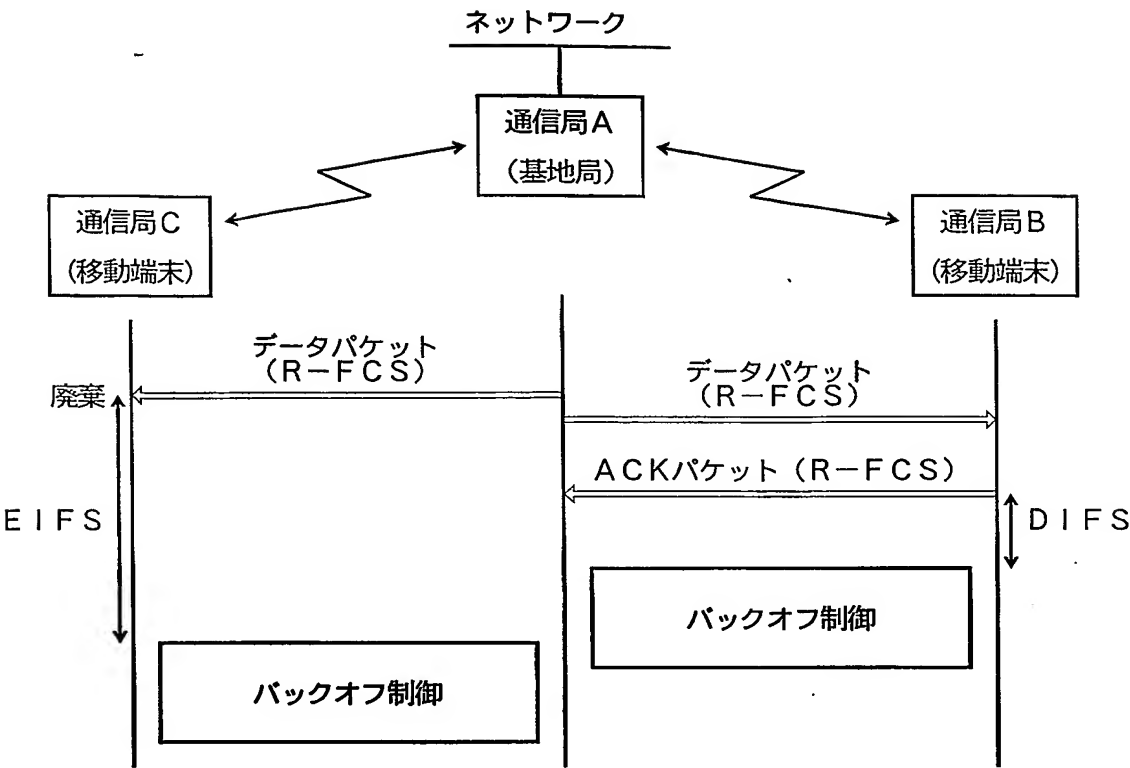 ネットワーク
通信局A
(基地局)
通信局C
(移動端末)
通信局B
(移動端末)
データパケット
(R-FCS)
データパケット
(R-FCS)
廃棄
ACKパケット(R-FCS)
EIFS
DIFS
バックオフ制御
バックオフ制御